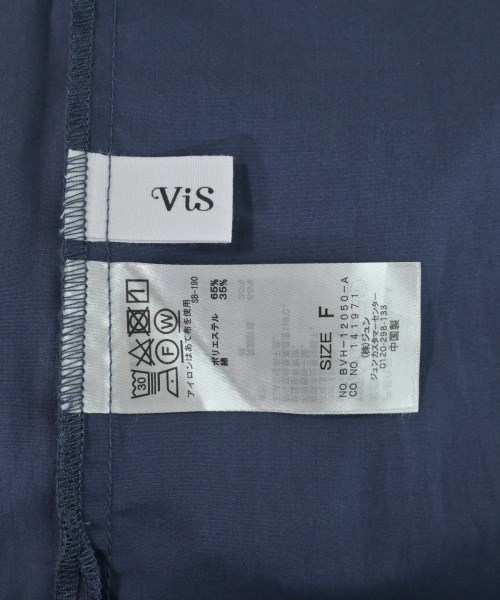 ViS
30
F
W
アイロンはあて布を使用
SB-190
ポリエステル 65%
綿 35%
SIZE F
NO. BVH-12050-A
CO. NO. 141971
(株)ジュン
ジュンカスタマーセンター
0120-298-133
中国製